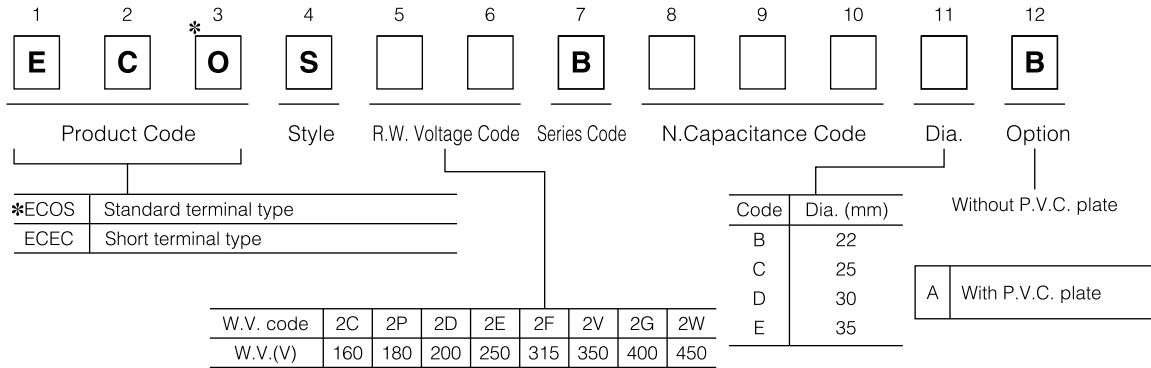 1 2 3 4 5 6 7 8 9 10 11 12
E C *O S B B
Product Code Style R.W. Voltage Code Series Code N.Capacitance Code Dia. Option
*ECOS Standard terminal type
ECEC Short terminal type
Code Dia. (mm)
B 22
C 25
D 30
E 35
Without P.V.C. plate
A With P.V.C. plate
W.V. code 2C 2P 2D 2E 2F 2V 2G 2W
W.V.(V) 160 180 200 250 315 350 400 450